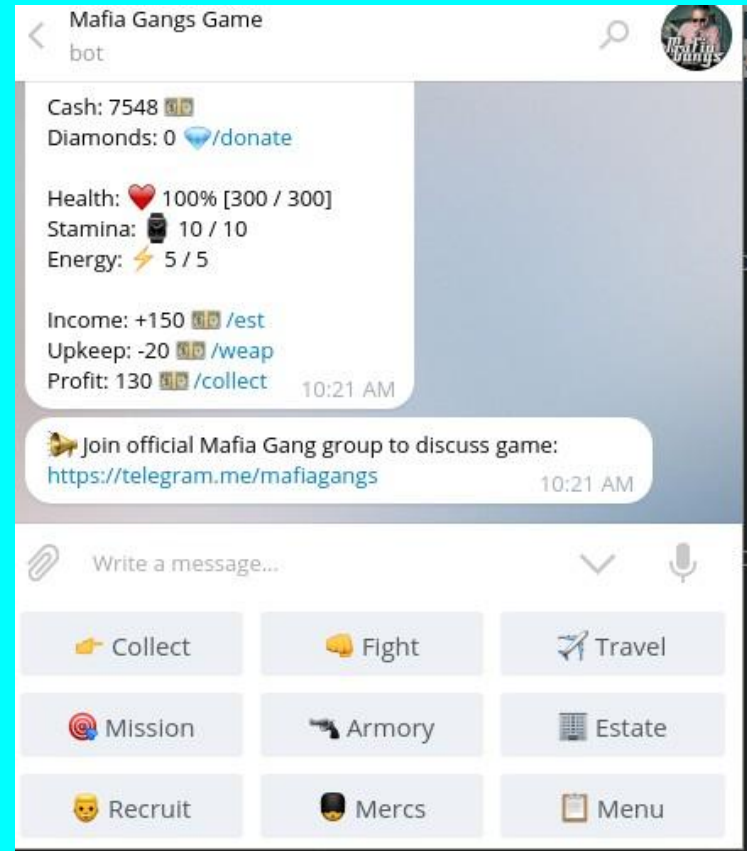 Mafia Gangs Game
bot
Mafia
Gangs
Cash: 7548 💵
Diamonds: 0 💎/donate
Health: ❤️ 100% [300 / 300]
Stamina: ⌚ 10 / 10
Energy: ⚡ 5 / 5
Income: +150 💵 /est
Upkeep: -20 💵 /weap
Profit: 130 💵 /collect 10:21 AM
📢 Join official Mafia Gang group to discuss game:
https://telegram.me/mafiagangs 10:21 AM
Write a message...
👉 Collect 👊 Fight ✈️ Travel
🎯 Mission 🔫 Armory 🏢 Estate
👨 Recruit 💂 Mercs 📋 Menu